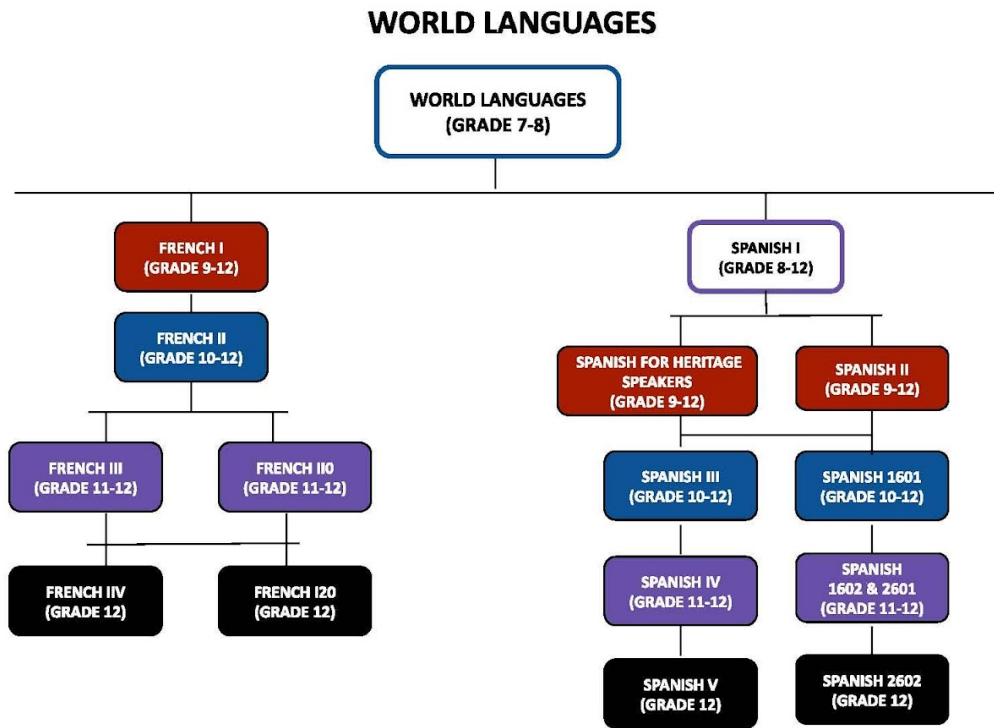 WORLD LANGUAGES
WORLD LANGUAGES
(GRADE 7-8)
FRENCH I
(GRADE 9-12)
SPANISH I
(GRADE 8-12)
FRENCH II
(GRADE 10-12)
SPANISH FOR HERITAGE
SPEAKERS
(GRADE 9-12)
SPANISH II
(GRADE 9-12)
FRENCH III
(GRADE 11-12)
FRENCH II0
(GRADE 11-12)
SPANISH III
(GRADE 10-12)
SPANISH 1601
(GRADE 10-12)
FRENCH IIV
(GRADE 12)
FRENCH I20
(GRADE 12)
SPANISH IV
(GRADE 11-12)
SPANISH
1602 & 2601
(GRADE 11-12)
SPANISH V
(GRADE 12)
SPANISH 2602
(GRADE 12)